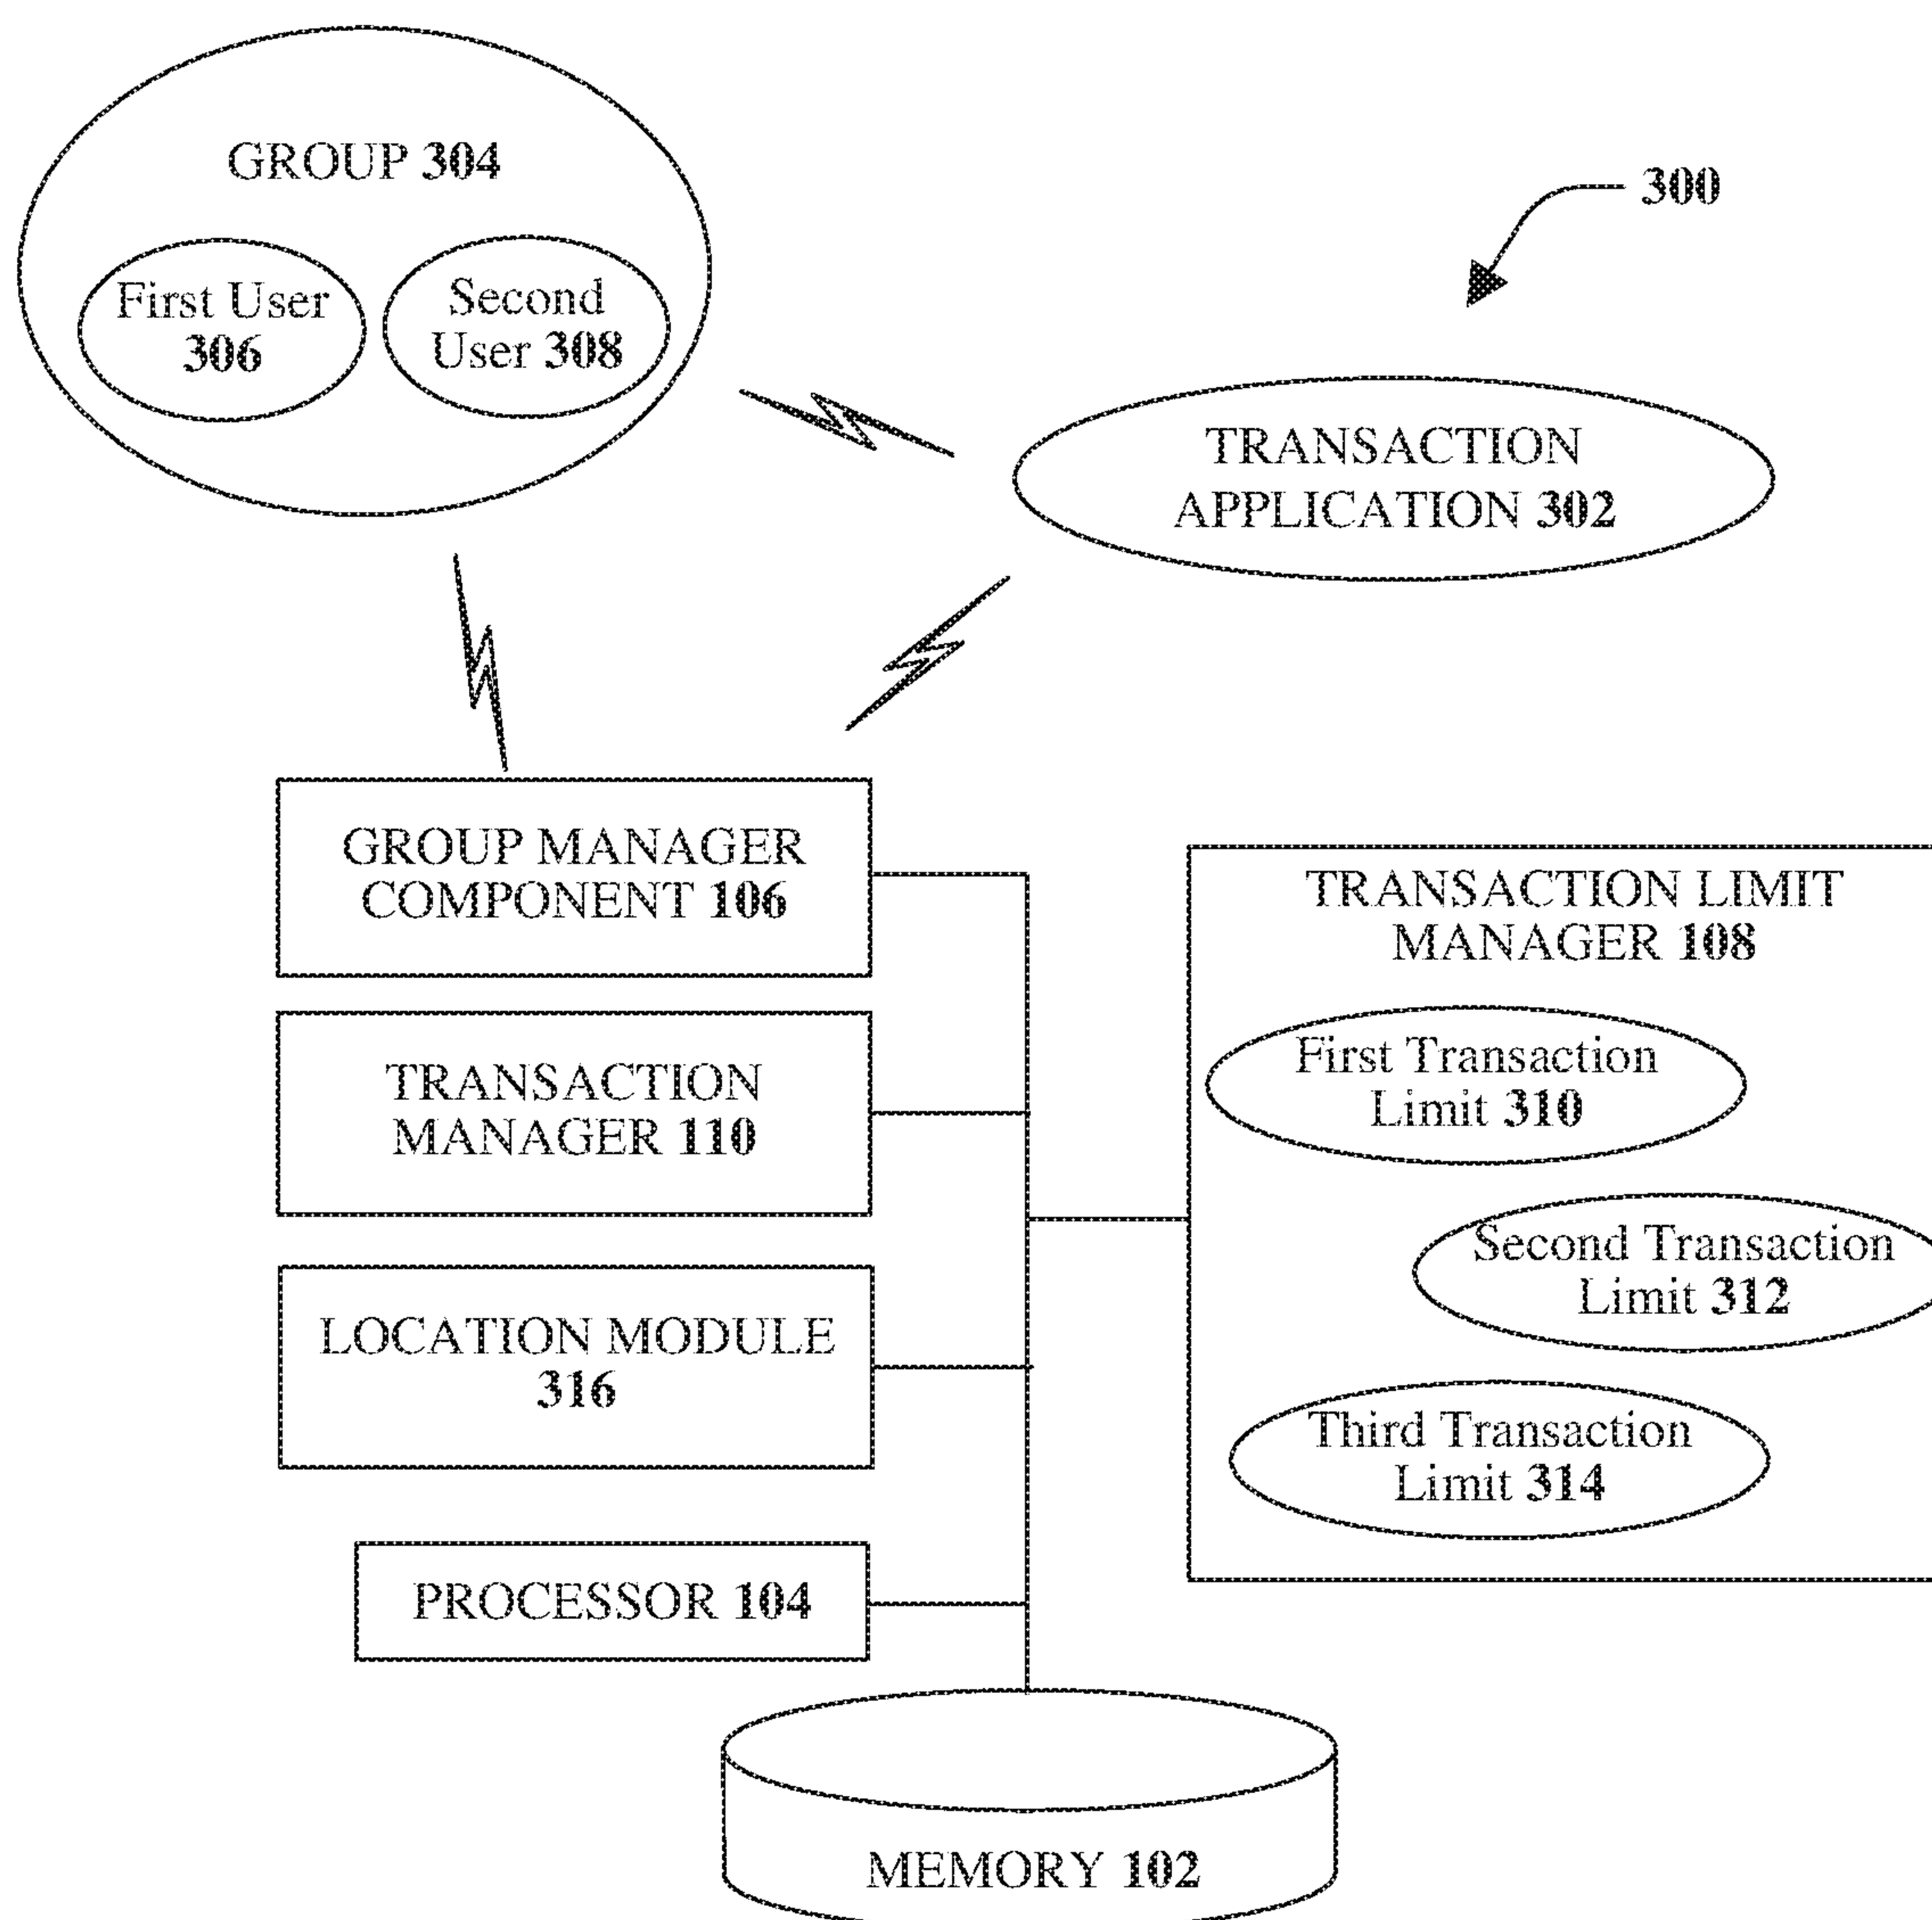 GROUP 304
First User
306
Second
User 308
300
TRANSACTION
APPLICATION 302
GROUP MANAGER
COMPONENT 106
TRANSACTION LIMIT
MANAGER 108
First Transaction
Limit 310
TRANSACTION
MANAGER 110
Second Transaction
Limit 312
LOCATION MODULE
316
Third Transaction
Limit 314
PROCESSOR 104
MEMORY 102